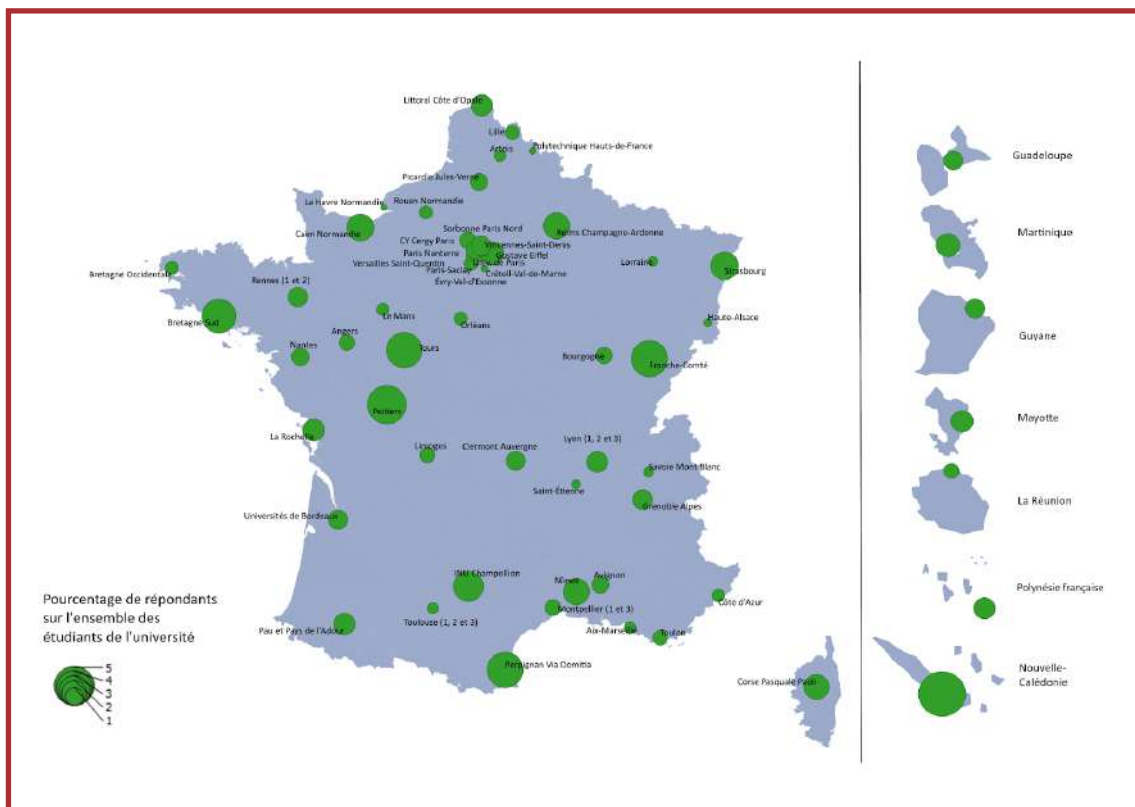 Littoral Côte d'Opale
Lille
Polytechnique Hauts-de-France
Artois
Picardie Jules-Verne
Le Havre Normandie
Rouen Normandie
Caen Normandie
Sorbonne Paris Nord
Reims Champagne-Ardenne
CY Cergy Paris
Vincennes-Saint-Denis
Paris Nanterre
Gustave Eiffel
Versailles Saint-Quentin
Univ. de Paris
Lorraine
Strasbourg
Paris-Saclay
Créteil-Val-de-Marne
Evry-Val-d'Essonne
Bretagne Occidentale
Rennes (1 et 2)
Bretagne Sud
Le Mans
Orléans
Haute-Alsace
Angers
Nantes
Tours
Bourgogne
Franche-Comté
Poitiers
La Rochelle
Limoges
Clermont Auvergne
Lyon (1, 2 et 3)
Savoie Mont Blanc
Saint-Étienne
Grenoble Alpes
Universités de Bordeaux
INU Champollion
Nîmes
Avignon
Côte d'Azur
Montpellier (1 et 3)
Toulouze (1, 2 et 3)
Pau et Pays de l'Adour
Aix-Marseille
Toulon
Perpignan Via Domitia
Corse Pasquale Paoli
Pourcentage de répondants
sur l'ensemble des
étudiants de l'université
5
4
3
2
1
Guadeloupe
Martinique
Guyane
Mayotte
La Réunion
Polynésie française
Nouvelle-
Calédonie